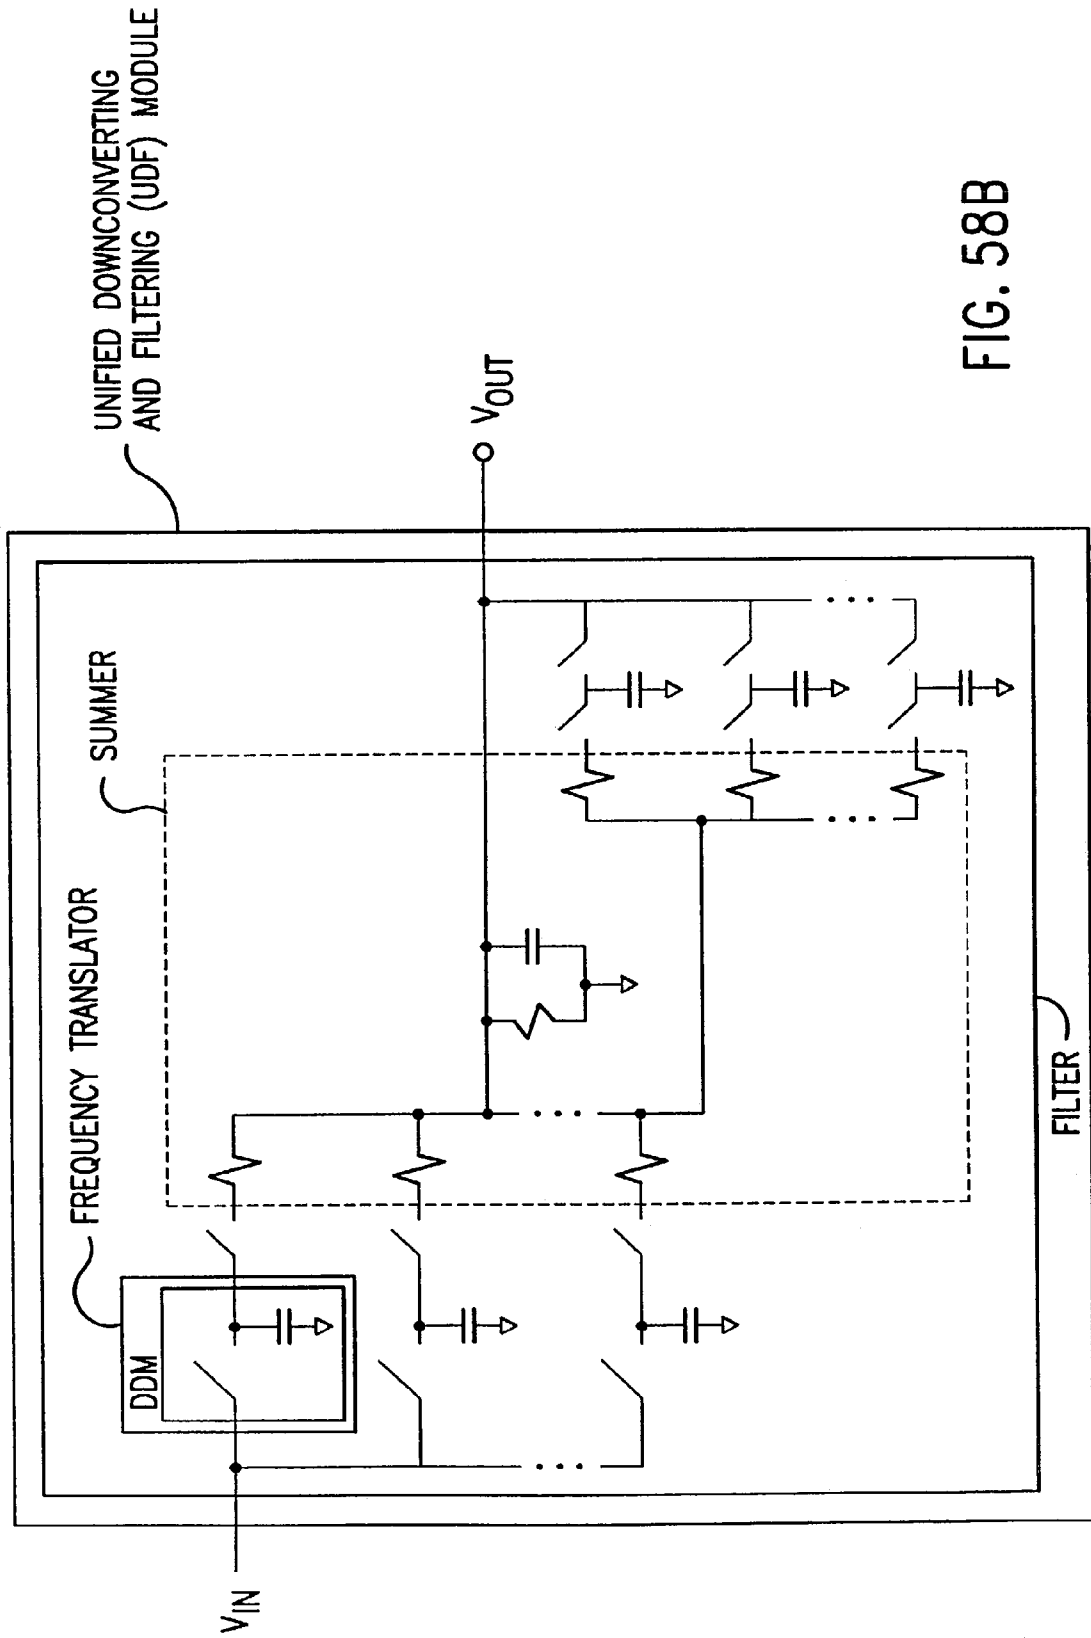 UNIFIED DOWNCONVERTING
AND FILTERING (UDF) MODULE
SUMMER
FREQUENCY TRANSLATOR
DDM
VIN
VOUT
FILTER
FIG. 58B